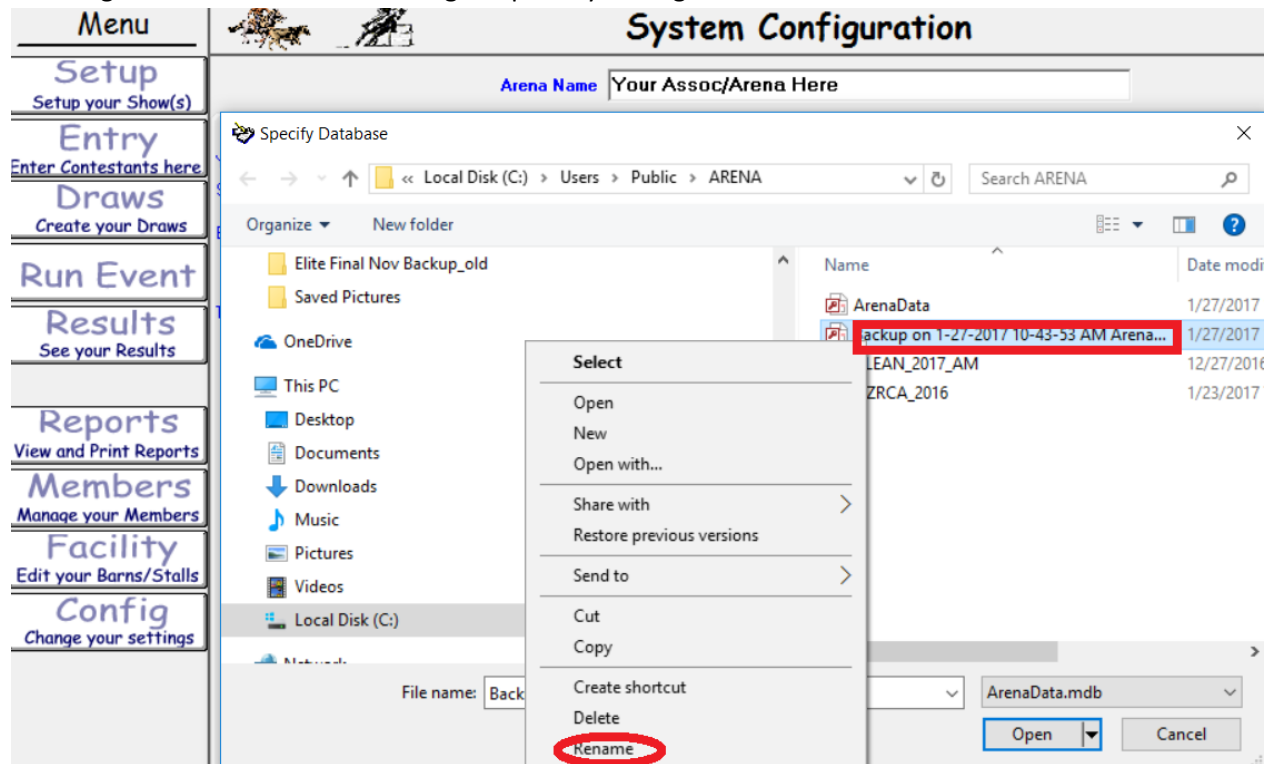 Menu
System Configuration
Setup
Setup your Show(s)
Arena Name Your Assoc/Arena Here
Entry
Enter Contestants here
Draws
Create your Draws
Run Event
Results
See your Results
Reports
View and Print Reports
Members
Manage your Members
Facility
Edit your Barns/Stalls
Config
Change your settings
Specify Database
« Local Disk (C:) > Users > Public > ARENA
Search ARENA
Organize
New folder
Elite Final Nov Backup_old
Saved Pictures
OneDrive
This PC
Desktop
Documents
Downloads
Music
Pictures
Videos
Local Disk (C:)
Name
Date modi
ArenaData
1/27/2017
ackup on 1-27-2017 10-43-53 AM Arena...
1/27/2017
LEAN_2017_AM
12/27/2016
ZRCA_2016
1/23/2017
Select
Open
New
Open with...
Share with
Restore previous versions
Send to
Cut
Copy
Create shortcut
Delete
Rename
File name: Back
ArenaData.mdb
Open
Cancel